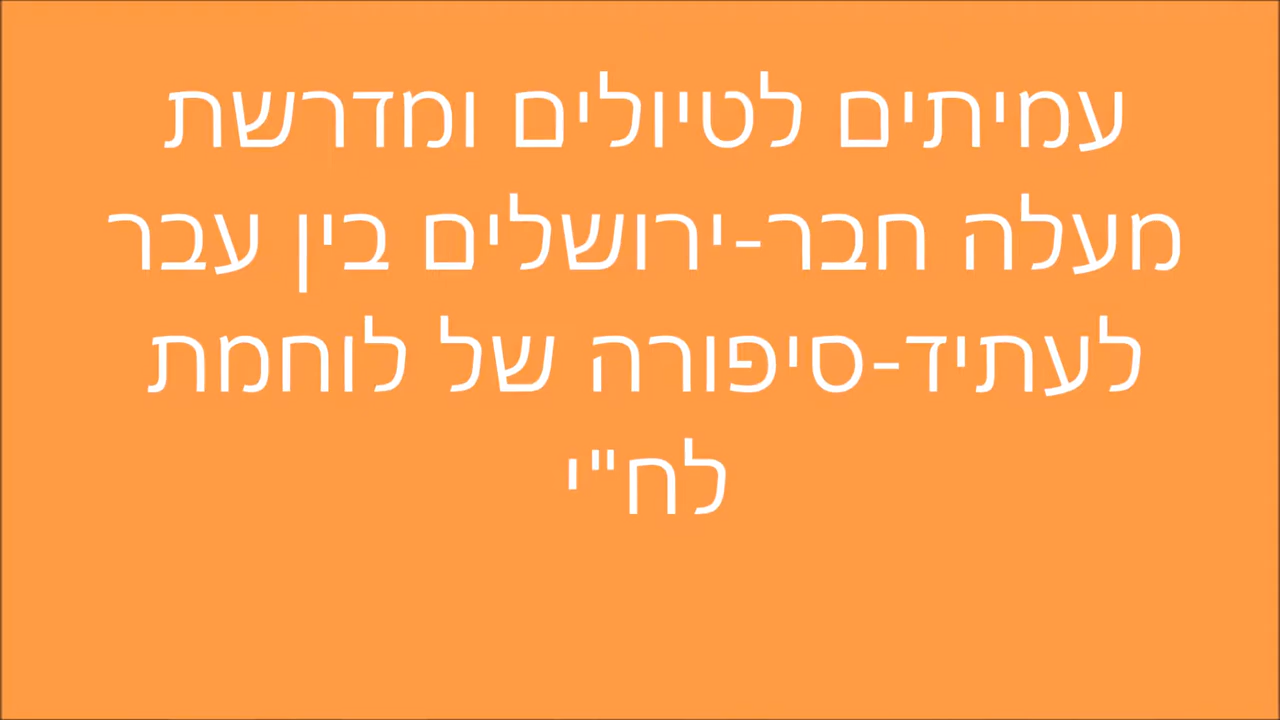 עמיתים לטיולים ומדרשת
מעלה חבר-ירושלים בין עבר
לעתיד-סיפורה של לוחמת
לח"י